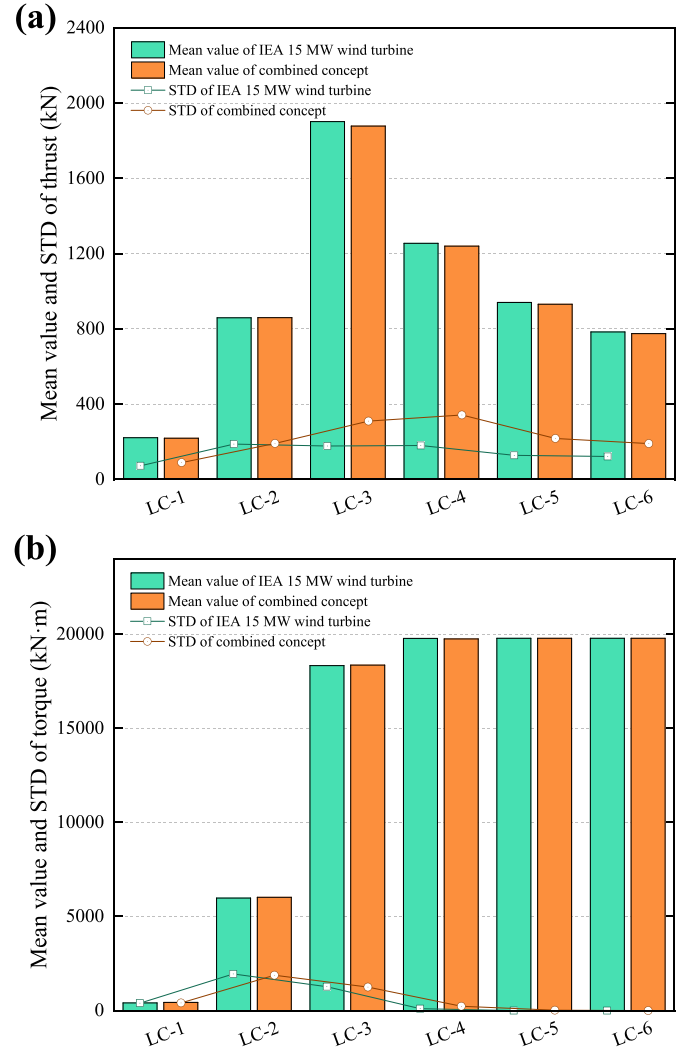 (a)
2400
2000
1600
1200
800
400
0
Mean value and STD of thrust (kN)
Mean value of IEA 15 MW wind turbine
Mean value of combined concept
STD of IEA 15 MW wind turbine
STD of combined concept
LC-1 LC-2 LC-3 LC-4 LC-5 LC-6
(b)
20000
15000
10000
5000
0
Mean value and STD of torque (kN·m)
Mean value of IEA 15 MW wind turbine
Mean value of combined concept
STD of IEA 15 MW wind turbine
STD of combined concept
LC-1 LC-2 LC-3 LC-4 LC-5 LC-6